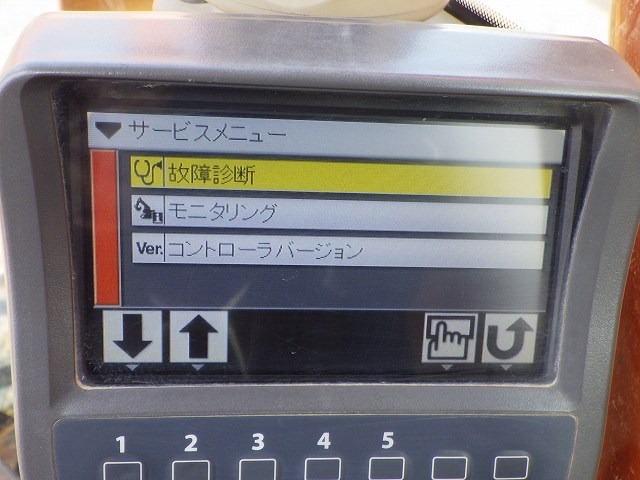 サービスメニュー
故障診断
モニタリング
Ver. コントローラバージョン
1 2 3 4 5